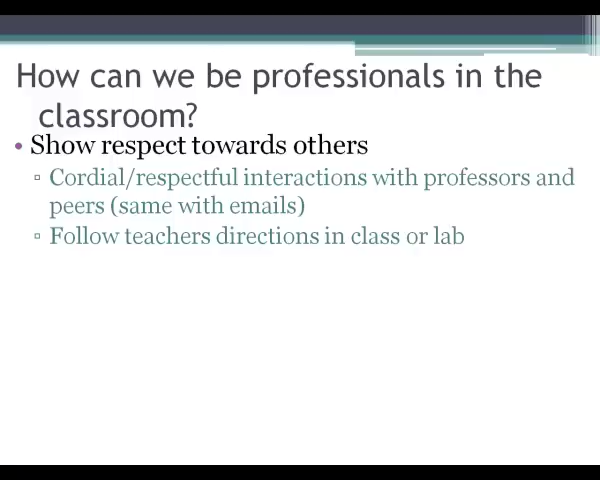 How can we be professionals in the
classroom?
• Show respect towards others
▫ Cordial/respectful interactions with professors and
peers (same with emails)
▫ Follow teachers directions in class or lab